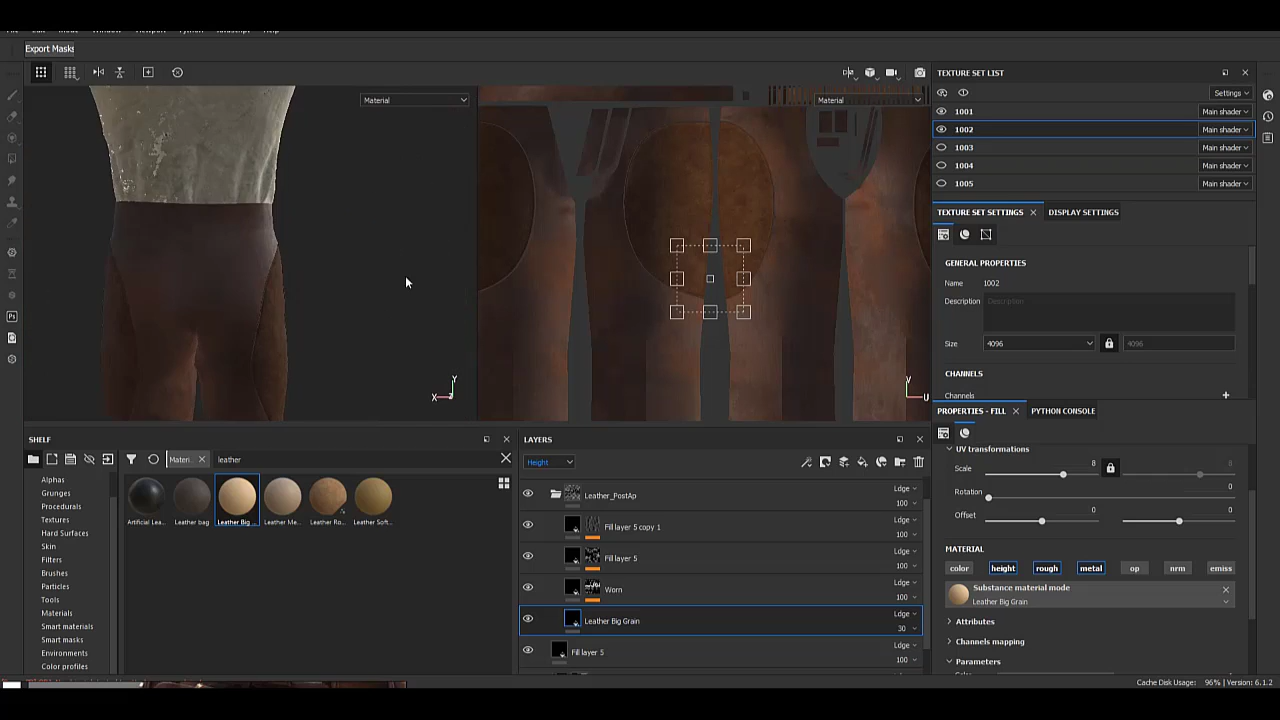 Export Masks
Material
Material
TEXTURE SET LIST
Settings
1001 Main shader
1002 Main shader
1003 Main shader
1004 Main shader
1005 Main shader
TEXTURE SET SETTINGS DISPLAY SETTINGS
GENERAL PROPERTIES
Name 1002
Description Description
Size 4096 4096
CHANNELS
Channels
PROPERTIES - FILL PYTHON CONSOLE
UV transformations
Scale 8
Rotation 0
Offset 0 0
MATERIAL
color height rough metal op nrm emiss
Substance material mode
Leather Big Grain
Attributes
Channels mapping
Parameters
SHELF
Materi... leather
Alphas
Grunges
Procedurals
Textures
Hard Surfaces
Skin
Filters
Brushes
Particles
Tools
Materials
Smart materials
Smart masks
Environments
Color profiles
Artificial Lea...
Leather bag
Leather Big ...
Leather Me...
Leather Ro...
Leather Soft...
LAYERS
Height
Leather_PostAp Ldge
100
Fill layer 5 copy 1 Ldge
100
Fill layer 5 Ldge
100
Worn Ldge
100
Leather Big Grain Ldge
30
Fill layer 5 Ldge
100
X Y
V U
Cache Disk Usage: 96% | Version: 6.1.2